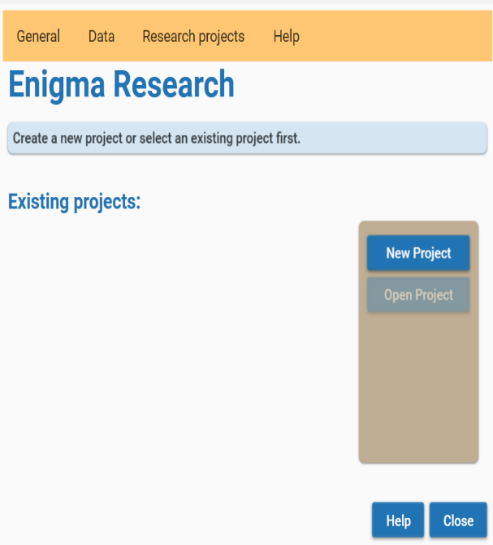 General Data Research projects Help
Enigma Research
Create a new project or select an existing project first.
Existing projects:
New Project
Open Project
Help Close